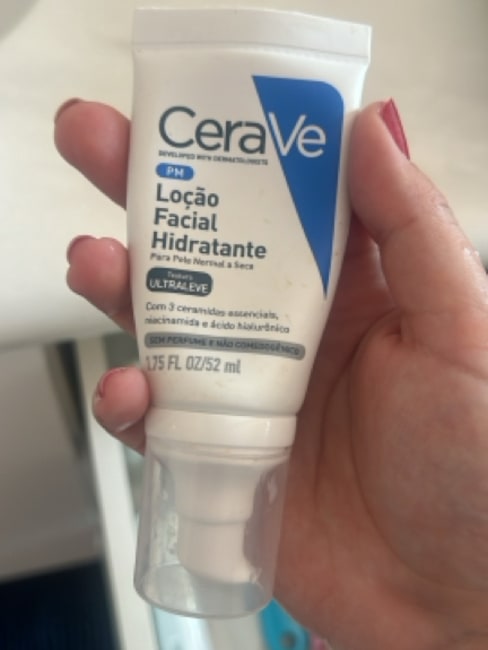 CeraVe
DEVELOPED WITH DERMATOLOGISTS
PM
Loção
Facial
Hidratante
Para Pele Normal a Seca
Textura
ULTRALEVE
Com 3 ceramidas essenciais,
niacinamida e ácido hialurônico
SEM PERFUME E NÃO COMEDOGÊNICO
1.75 FL OZ/52 ml